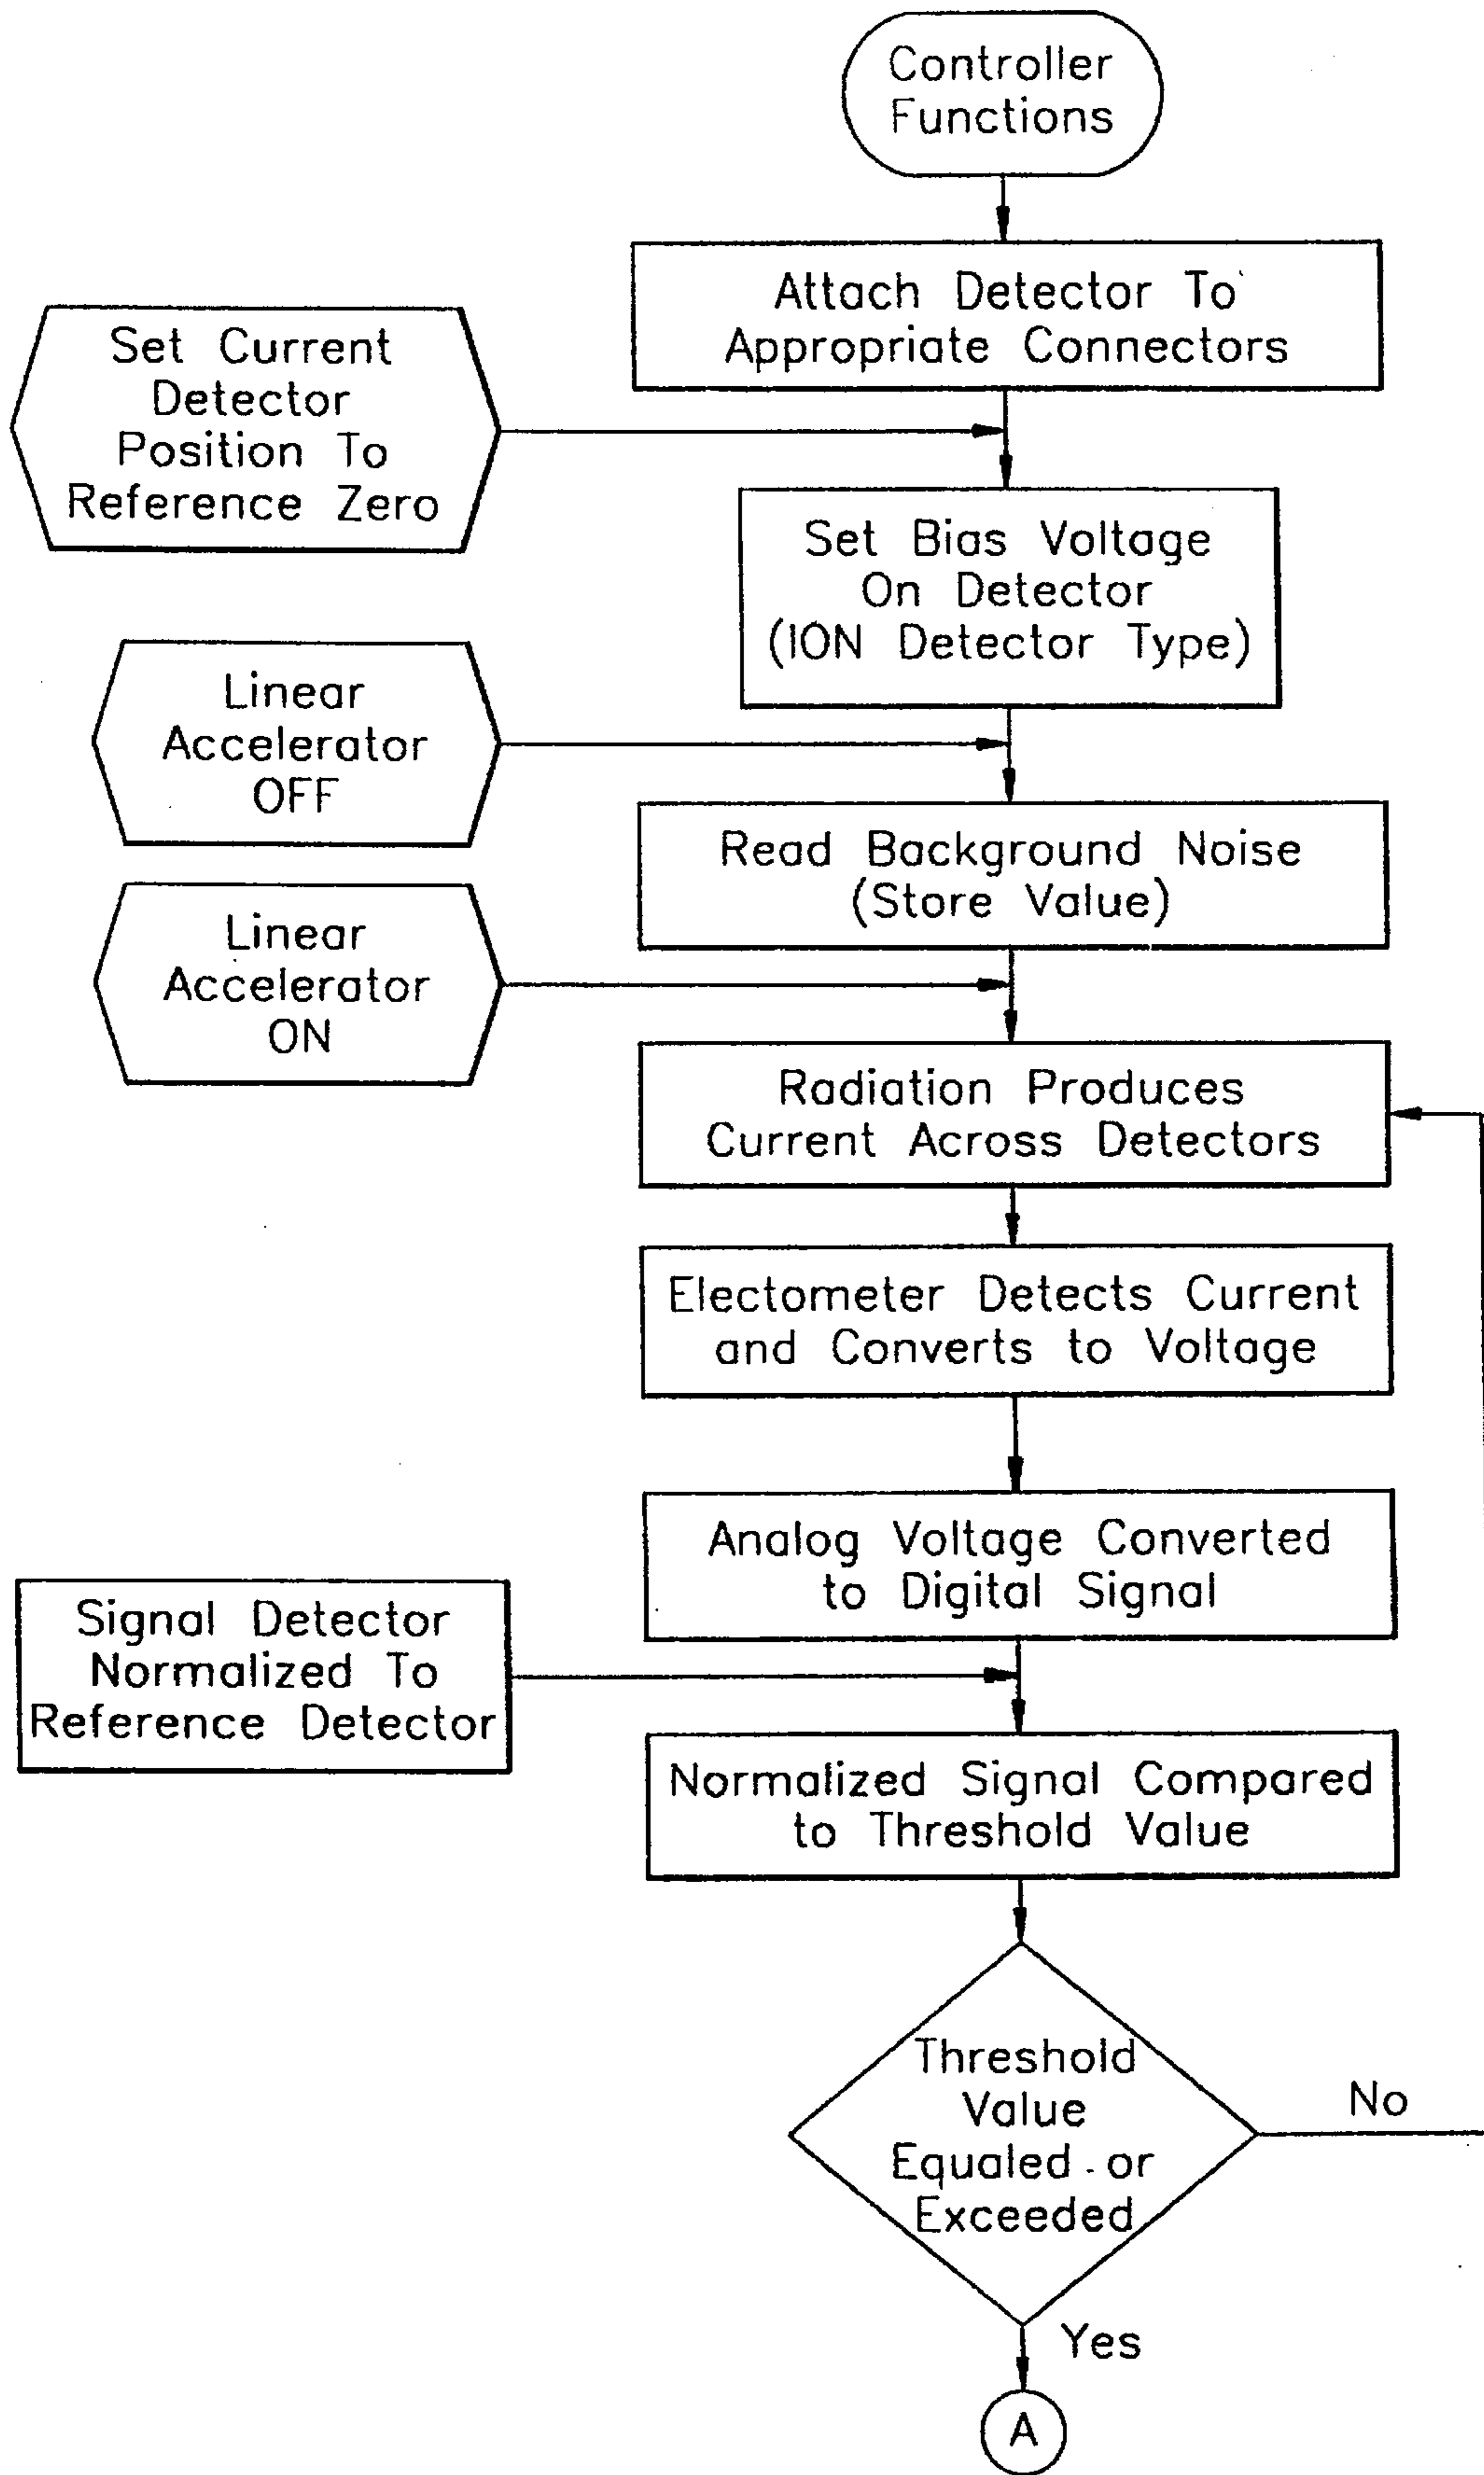 Controller
Functions
Attach Detector To
Appropriate Connectors
Set Current
Detector
Position To
Reference Zero
Set Bias Voltage
On Detector
(ION Detector Type)
Linear
Accelerator
OFF
Read Background Noise
(Store Value)
Linear
Accelerator
ON
Radiation Produces
Current Across Detectors
Electometer Detects Current
and Converts to Voltage
Analog Voltage Converted
to Digital Signal
Signal Detector
Normalized To
Reference Detector
Normalized Signal Compared
to Threshold Value
Threshold
Value
Equaled or
Exceeded
No
Yes
A